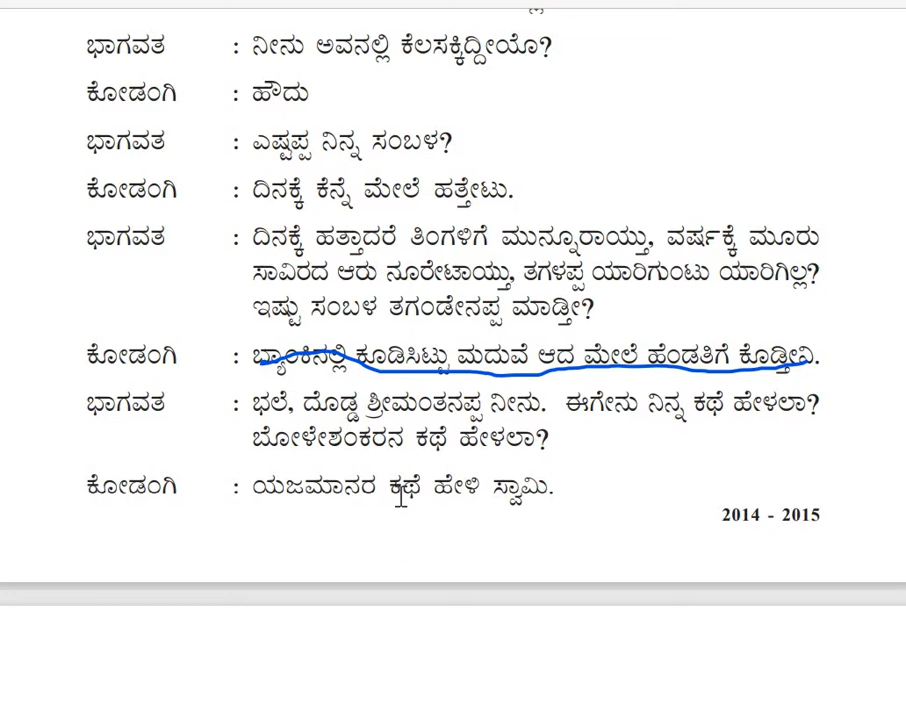 ಭಾಗವತ : ನೀನು ಅವನಲ್ಲಿ ಕೆಲಸಕ್ಕಿದ್ದೀಯೊ?
ಕೋಡಂಗಿ : ಹೌದು
ಭಾಗವತ : ಎಷ್ಟಪ್ಪ ನಿನ್ನ ಸಂಬಳ?
ಕೋಡಂಗಿ : ದಿನಕ್ಕೆ ಕೆನ್ನೆ ಮೇಲೆ ಹತ್ತೇಟು.
ಭಾಗವತ : ದಿನಕ್ಕೆ ಹತ್ತಾದರೆ ತಿಂಗಳಿಗೆ ಮುನ್ನೂರಾಯ್ತು, ವರ್ಷಕ್ಕೆ ಮೂರು
ಸಾವಿರದ ಆರು ನೂರೇಟಾಯ್ತು, ತಗಳಪ್ಪ ಯಾರಿಗುಂಟು ಯಾರಿಗಿಲ್ಲ?
ಇಷ್ಟು ಸಂಬಳ ತಗಂಡೇನಪ್ಪ ಮಾಡ್ತೀ?
ಕೋಡಂಗಿ : ಬ್ಯಾಂಕಿನಲ್ಲಿ ಕೂಡಿಸಿಟ್ಟು ಮದುವೆ ಆದ ಮೇಲೆ ಹೆಂಡತಿಗೆ ಕೊಡ್ತೀನಿ.
ಭಾಗವತ : ಭಲೆ, ದೊಡ್ಡ ಶ್ರೀಮಂತನಪ್ಪ ನೀನು. ಈಗೇನು ನಿನ್ನ ಕಥೆ ಹೇಳಲಾ?
ಬೋಳೇಶಂಕರನ ಕಥೆ ಹೇಳಲಾ?
ಕೋಡಂಗಿ : ಯಜಮಾನರ ಕಥೆ ಹೇಳಿ ಸ್ವಾಮಿ.
2014 - 2015